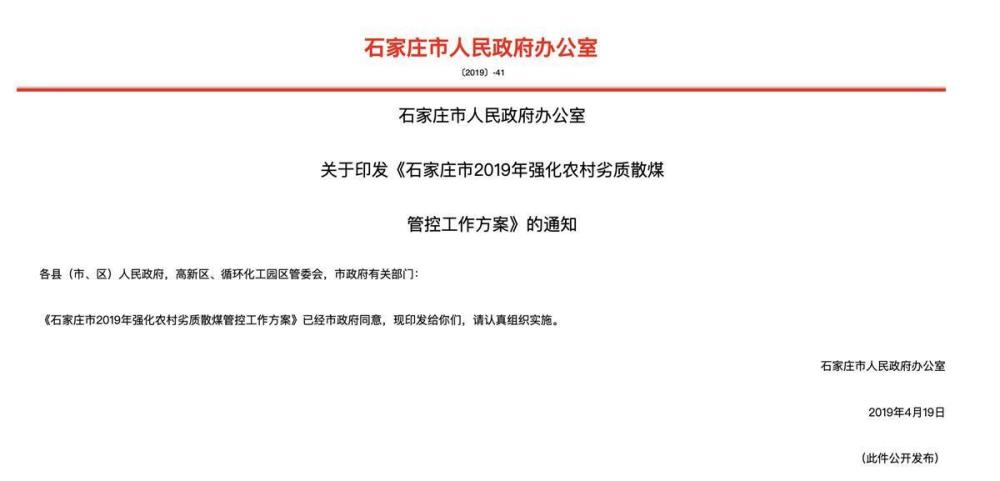 石家庄市人民政府办公室
〔2019〕-41
石家庄市人民政府办公室
关于印发《石家庄市2019年强化农村劣质散煤
管控工作方案》的通知
各县（市、区）人民政府，高新区、循环化工园区管委会，市政府有关部门：
《石家庄市2019年强化农村劣质散煤管控工作方案》已经市政府同意，现印发给你们，请认真组织实施。
石家庄市人民政府办公室
2019年4月19日
（此件公开发布）